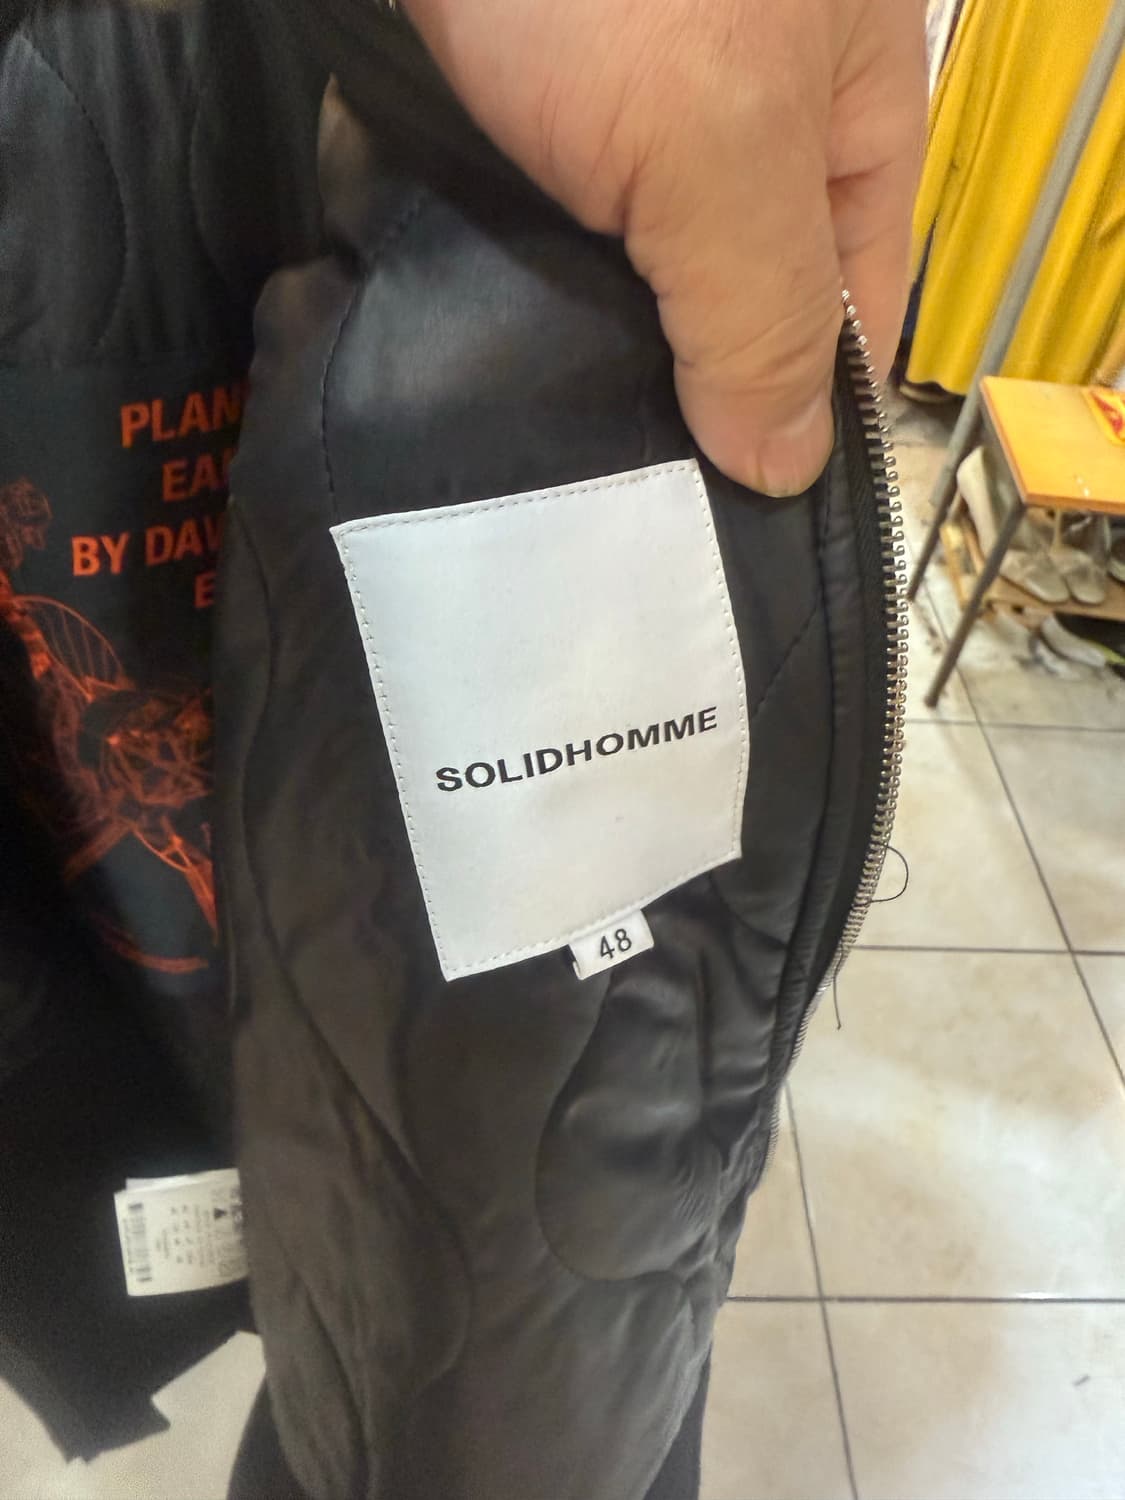 PLAN
EA
BY DAV
E
SOLIDHOMME
48